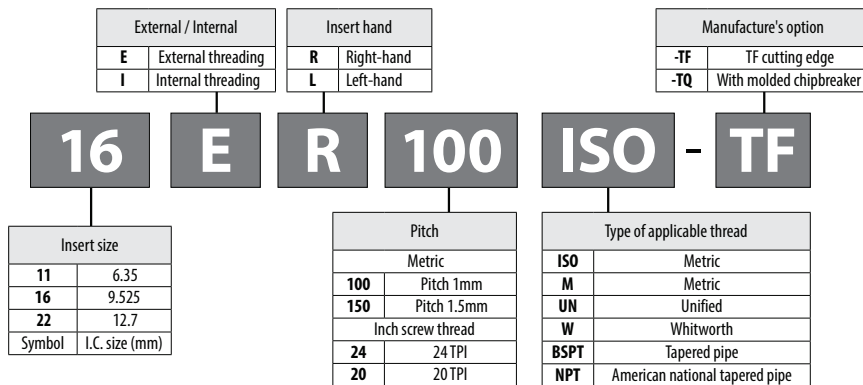 External / Internal
E External threading
I Internal threading
Insert hand
R Right-hand
L Left-hand
Manufacture's option
-TF TF cutting edge
-TQ With molded chipbreaker
16 E R 100 ISO - TF
Insert size
11 6.35
16 9.525
22 12.7
Symbol I.C. size (mm)
Pitch
Metric
100 Pitch 1mm
150 Pitch 1.5mm
Inch screw thread
24 24 TPI
20 20 TPI
Type of applicable thread
ISO Metric
M Metric
UN Unified
W Whitworth
BSPT Tapered pipe
NPT American national tapered pipe